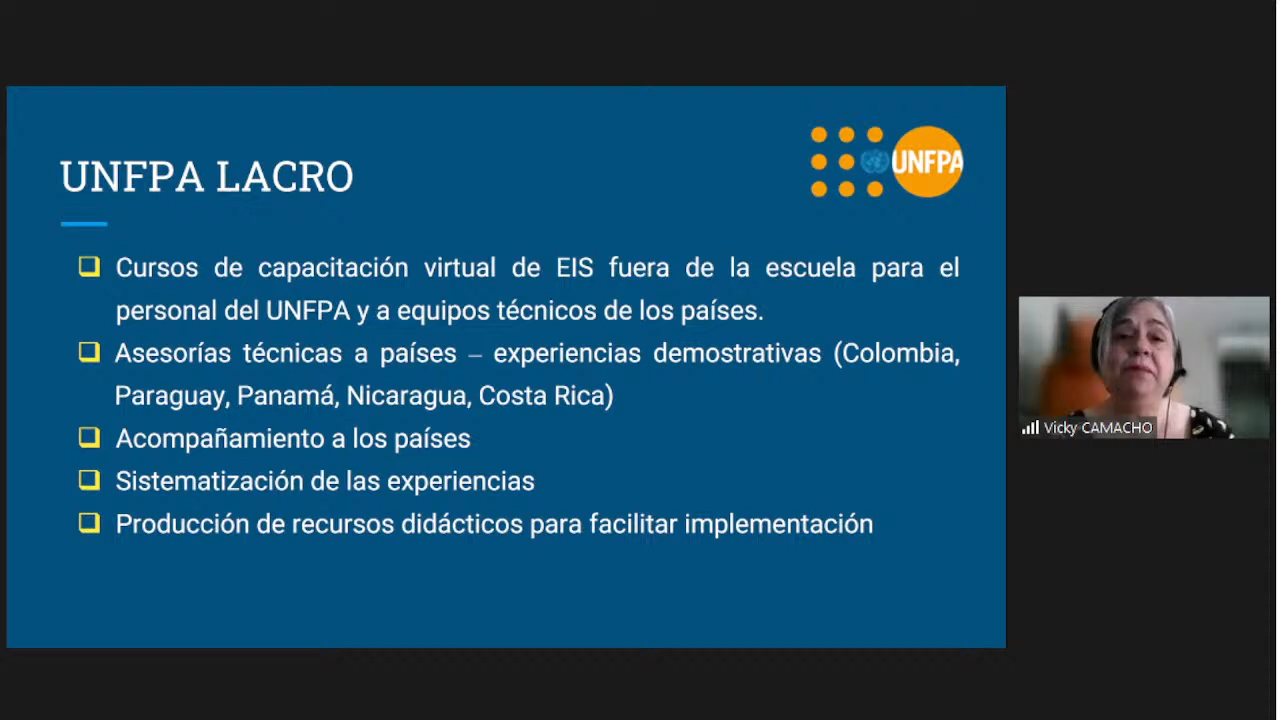 UNFPA LACRO
UNFPA
Cursos de capacitación virtual de EIS fuera de la escuela para el
personal del UNFPA y a equipos técnicos de los países.
Asesorías técnicas a países – experiencias demostrativas (Colombia,
Paraguay, Panamá, Nicaragua, Costa Rica)
Acompañamiento a los países
Sistematización de las experiencias
Producción de recursos didácticos para facilitar implementación
Vicky CAMACHO